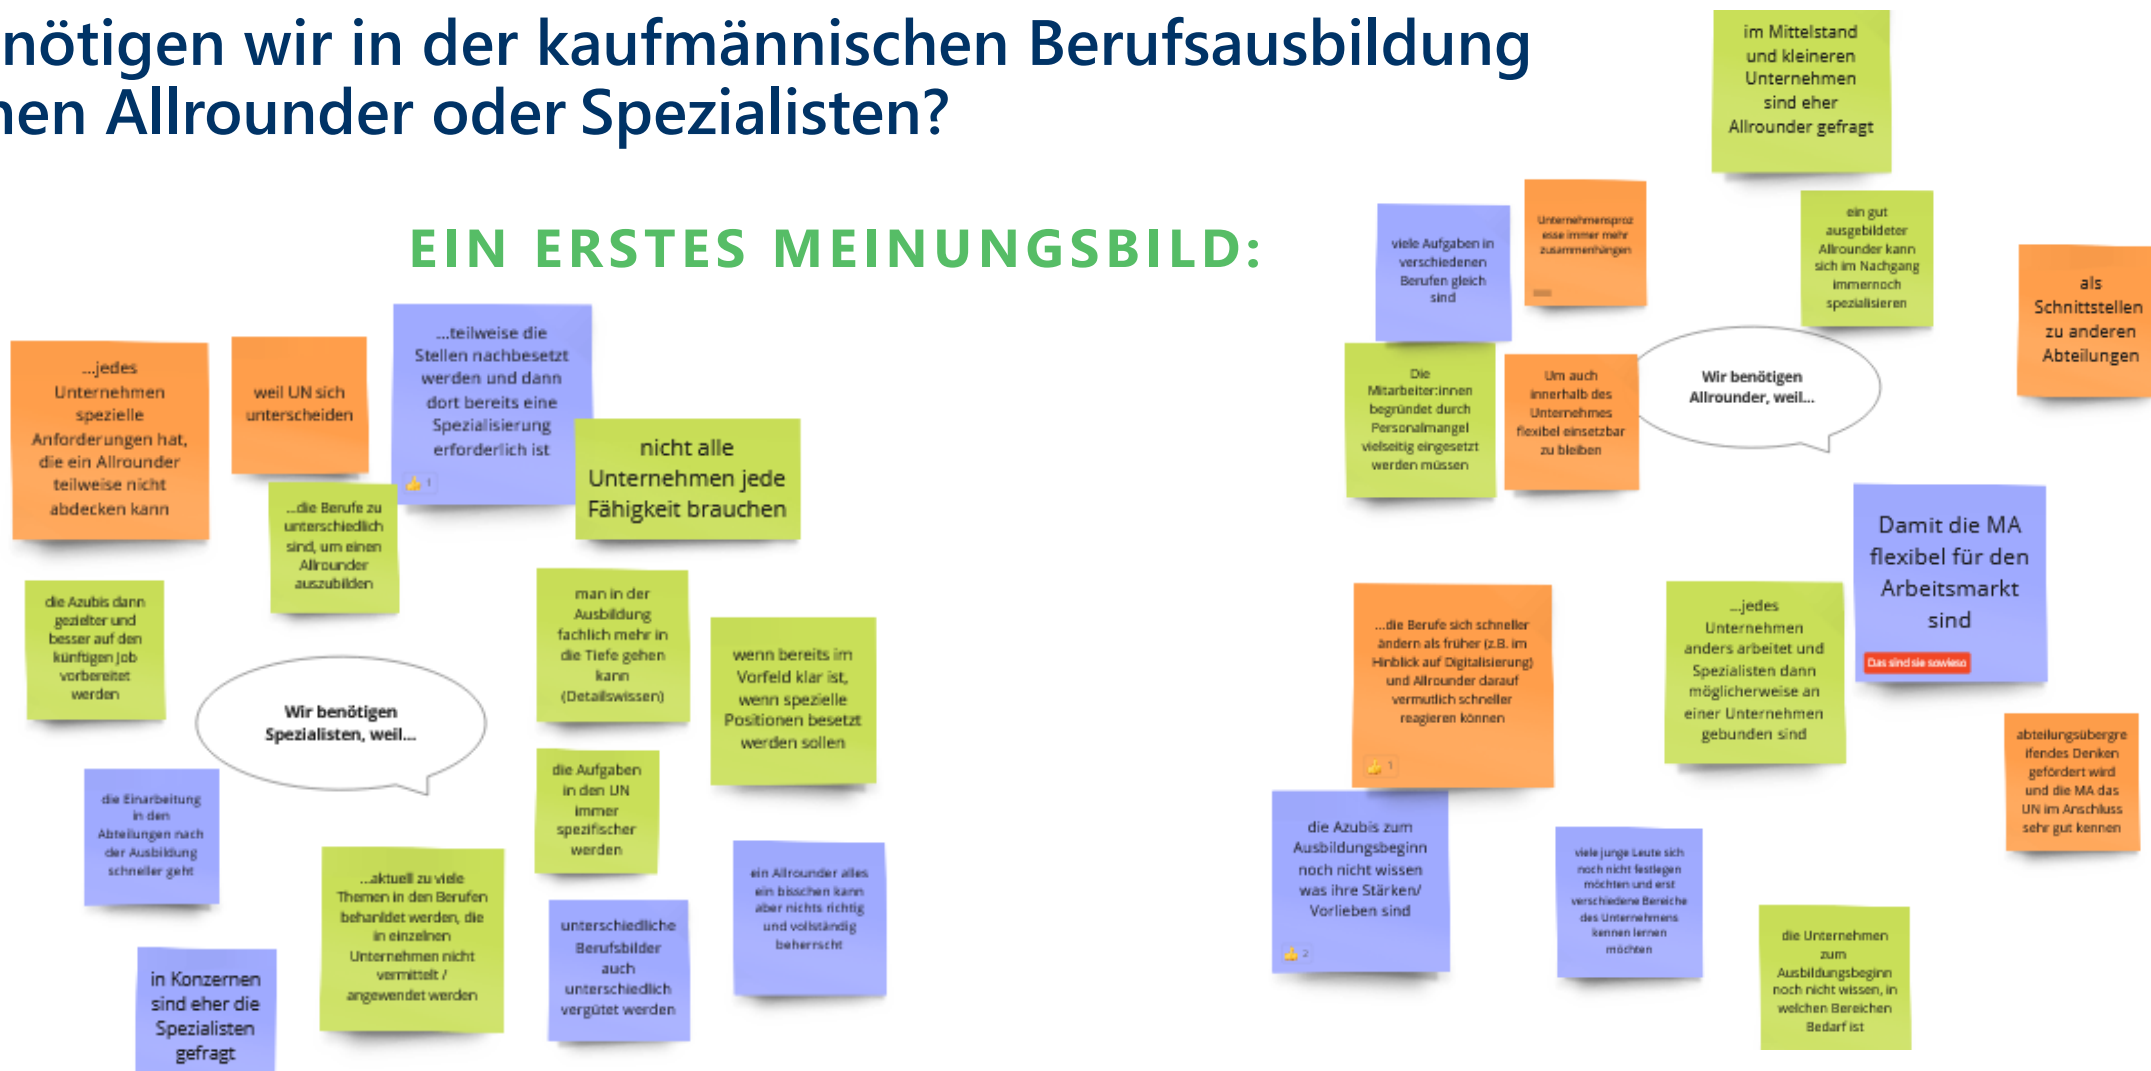 nötigen wir in der kaufmännischen Berufsausbildung
nen Allrounder oder Spezialisten?
EIN ERSTES MEINUNGSBILD:
...jedes
Unternehmen
spezielle
Anforderungen hat,
die ein Allrounder
teilweise nicht
abdecken kann
weil UN sich
unterscheiden
...teilweise die
Stellen nachbesetzt
werden und dann
dort bereits eine
Spezialisierung
erforderlich ist
1
nicht alle
Unternehmen jede
Fähigkeit brauchen
...die Berufe zu
unterschiedlich
sind, um einen
Allrounder
auszubilden
die Azubis dann
gezielter und
besser auf den
künftigen Job
vorbereitet
werden
man in der
Ausbildung
fachlich mehr in
die Tiefe gehen
kann
(Detailswissen)
wenn bereits im
Vorfeld klar ist,
wenn spezielle
Positionen besetzt
werden sollen
Wir benötigen
Spezialisten, weil...
die Aufgaben
in den UN
immer
spezifischer
werden
die Einarbeitung
in den
Abteilungen nach
der Ausbildung
schneller geht
...aktuell zu viele
Themen in den Berufen
behanldet werden, die
in einzelnen
Unternehmen nicht
vermittelt /
angewendet werden
unterschiedliche
Berufsbilder
auch
unterschiedlich
vergütet werden
ein Allrounder alles
ein bisschen kann
aber nichts richtig
und vollständig
beherrscht
in Konzernen
sind eher die
Spezialisten
gefragt
im Mittelstand
und kleineren
Unternehmen
sind eher
Allrounder gefragt
viele Aufgaben in
verschiedenen
Berufen gleich
sind
Unternehmensproz
esse immer mehr
zusammenhängen
ein gut
ausgebildeter
Allrounder kann
sich im Nachgang
immernoch
spezialisieren
als
Schnittstellen
zu anderen
Abteilungen
Die
Mitarbeiter:innen
begründet durch
Personalmangel
vielseitig eingesetzt
werden müssen
Um auch
innerhalb des
Unternehmes
flexibel einsetzbar
zu bleiben
Wir benötigen
Allrounder, weil...
Damit die MA
flexibel für den
Arbeitsmarkt
sind
Das sind sie sowieso
...die Berufe sich schneller
ändern als früher (z.B. im
Hinblick auf Digitalisierung)
und Allrounder darauf
vermutlich schneller
reagieren können
1
...jedes
Unternehmen
anders arbeitet und
Spezialisten dann
möglicherweise an
einer Unternehmen
gebunden sind
abteilungsübergre
ifendes Denken
gefördert wird
und die MA das
UN im Anschluss
sehr gut kennen
die Azubis zum
Ausbildungsbeginn
noch nicht wissen
was ihre Stärken/
Vorlieben sind
2
viele junge Leute sich
noch nicht festlegen
möchten und erst
verschiedene Bereiche
des Unternehmens
kennen lernen
möchten
die Unternehmen
zum
Ausbildungsbeginn
noch nicht wissen, in
welchen Bereichen
Bedarf ist